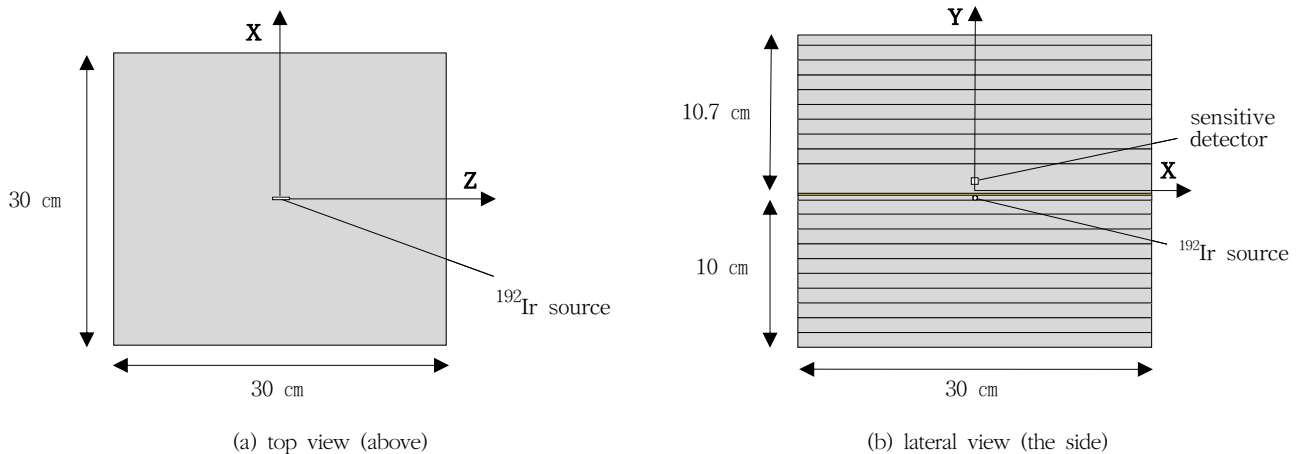 X
Z
30 ㎝
¹⁹²Ir source
30 ㎝
(a) top view (above)
Y
10.7 ㎝
sensitive
detector
X
¹⁹²Ir source
10 ㎝
30 ㎝
(b) lateral view (the side)